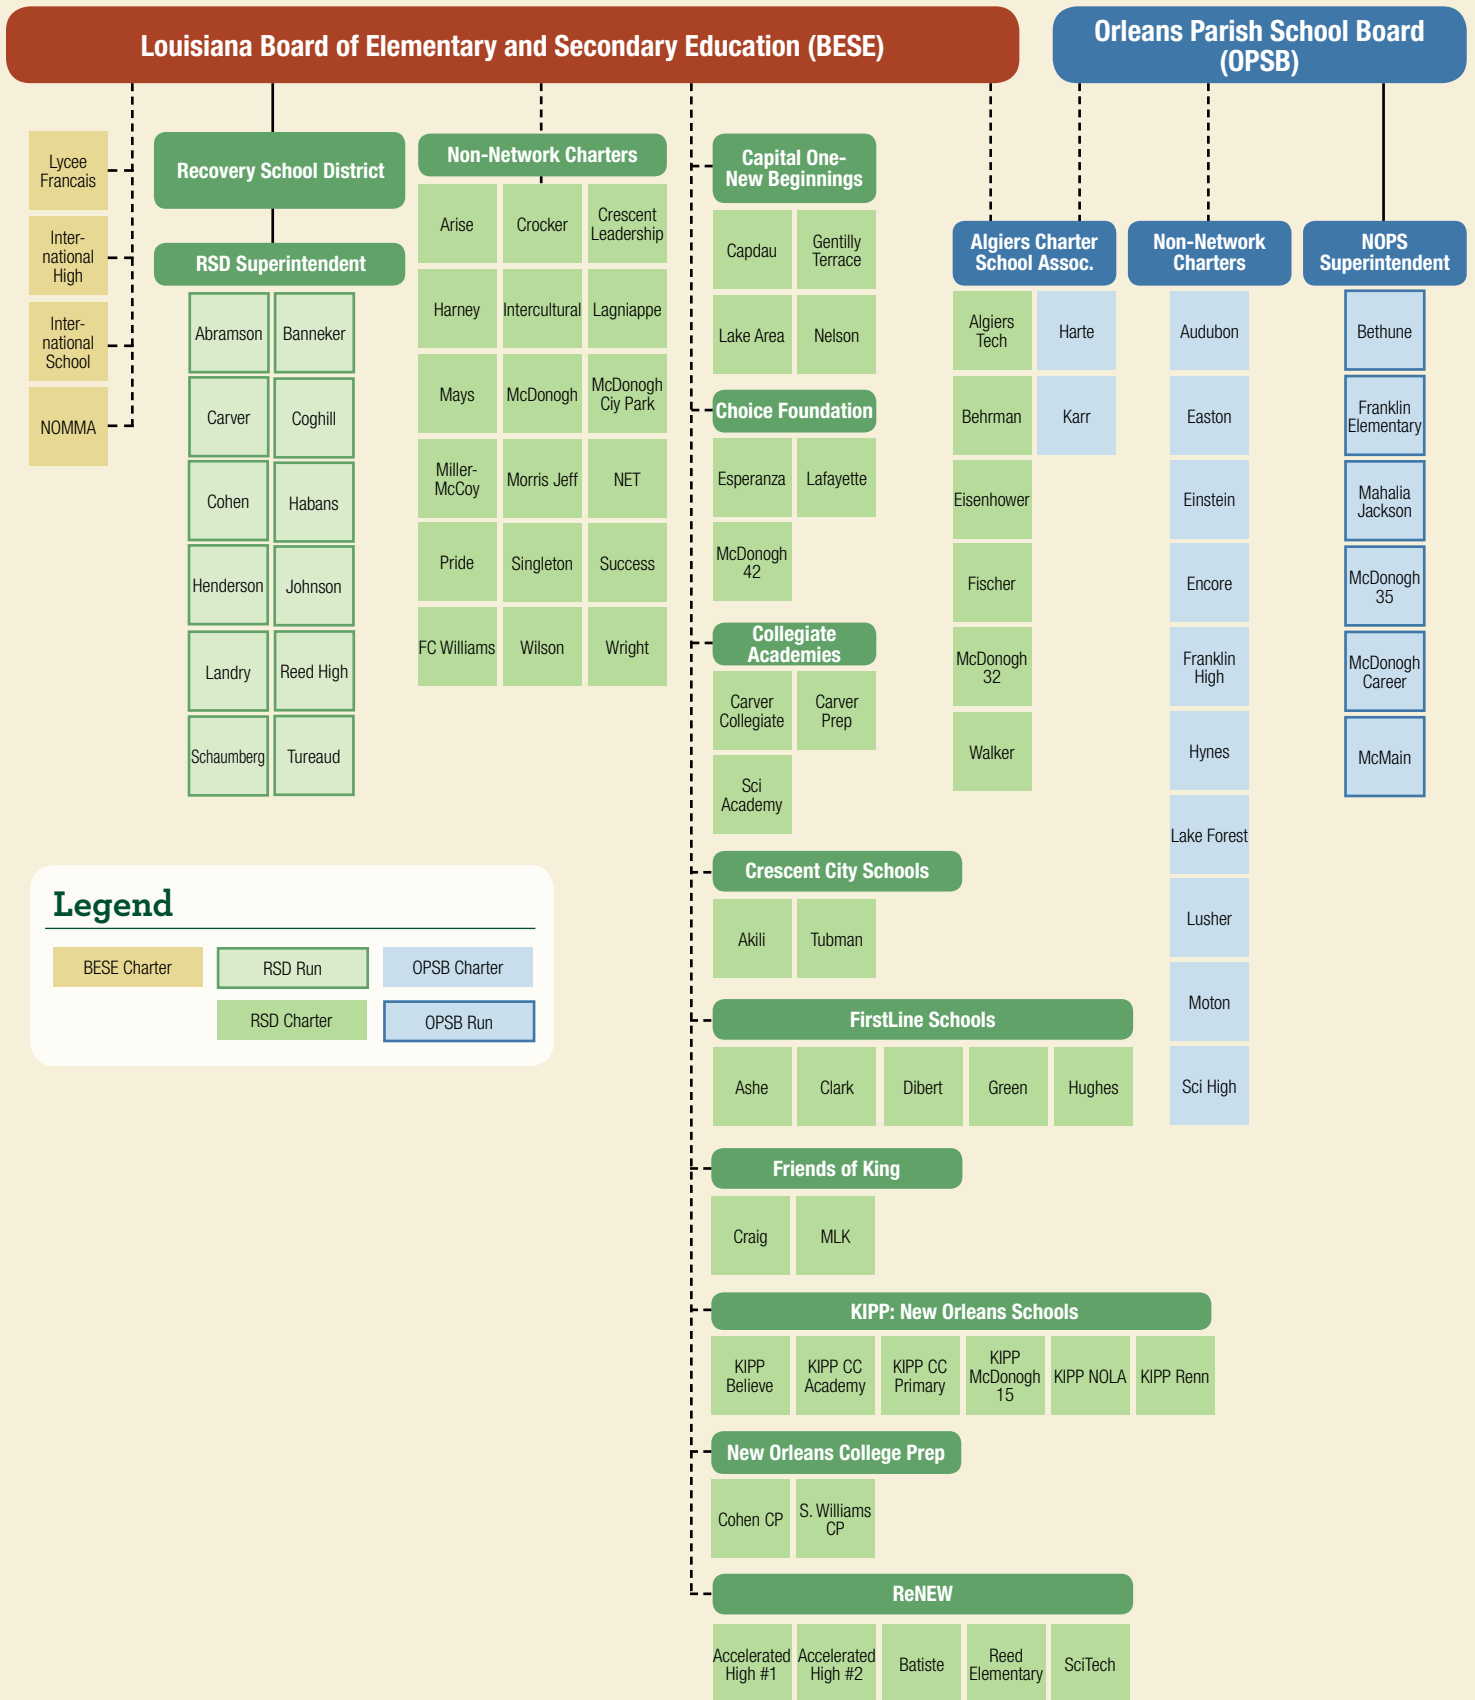 Louisiana Board of Elementary and Secondary Education (BESE)
Orleans Parish School Board
(OPSB)
Lycee
Francais
Inter-
national
High
Inter-
national
School
NOMMA
Recovery School District
RSD Superintendent
Abramson
Banneker
Carver
Coghill
Cohen
Habans
Henderson
Johnson
Landry
Reed High
Schaumberg
Tureaud
Non-Network Charters
Arise
Crocker
Crescent
Leadership
Harney
Intercultural
Lagniappe
Mays
McDonogh
McDonogh
Ciy Park
Miller-
McCoy
Morris Jeff
NET
Pride
Singleton
Success
FC Williams
Wilson
Wright
Capital One-
New Beginnings
Capdau
Gentilly
Terrace
Lake Area
Nelson
Choice Foundation
Esperanza
Lafayette
McDonogh
42
Collegiate
Academies
Carver
Collegiate
Carver
Prep
Sci
Academy
Crescent City Schools
Akili
Tubman
FirstLine Schools
Ashe
Clark
Dibert
Green
Hughes
Friends of King
Craig
MLK
KIPP: New Orleans Schools
KIPP
Believe
KIPP CC
Academy
KIPP CC
Primary
KIPP
McDonogh
15
KIPP NOLA
KIPP Renn
New Orleans College Prep
Cohen CP
S. Williams
CP
ReNEW
Accelerated
High #1
Accelerated
High #2
Batiste
Reed
Elementary
SciTech
Algiers Charter
School Assoc.
Algiers
Tech
Harte
Behrman
Karr
Eisenhower
Fischer
McDonogh
32
Walker
Non-Network
Charters
Audubon
Easton
Einstein
Encore
Franklin
High
Hynes
Lake Forest
Lusher
Moton
Sci High
NOPS
Superintendent
Bethune
Franklin
Elementary
Mahalia
Jackson
McDonogh
35
McDonogh
Career
McMain
Legend
BESE Charter
RSD Run
OPSB Charter
RSD Charter
OPSB Run